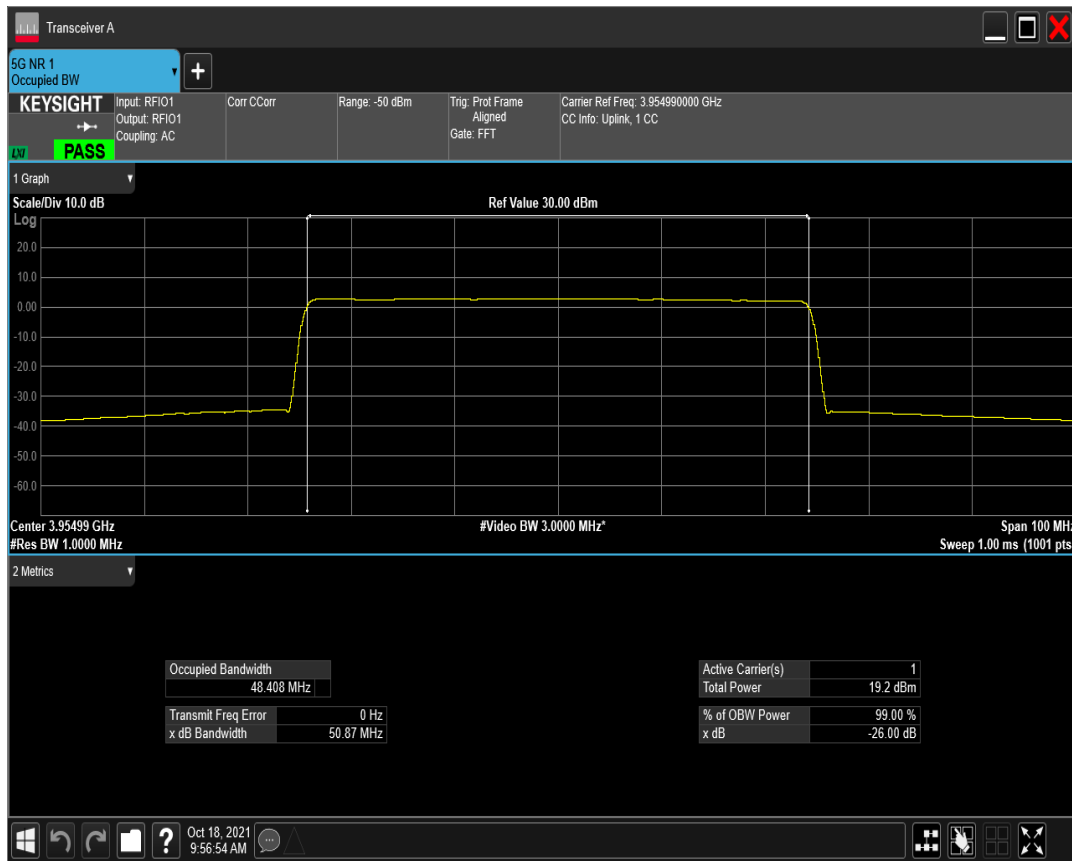 Transceiver A
5G NR 1
Occupied BW
+
KEYSIGHT
LXI
PASS
Input: RFIO1
Output: RFIO1
Coupling: AC
Corr CCorr
Range: -50 dBm
Trig: Prot Frame
Aligned
Gate: FFT
Carrier Ref Freq: 3.954990000 GHz
CC Info: Uplink, 1 CC
1 Graph
Scale/Div 10.0 dB
Ref Value 30.00 dBm
Log
20.0
10.0
0.00
-10.0
-20.0
-30.0
-40.0
-50.0
-60.0
Center 3.95499 GHz
#Video BW 3.0000 MHz*
Span 100 MHz
#Res BW 1.0000 MHz
Sweep 1.00 ms (1001 pts
2 Metrics
Occupied Bandwidth
48.408 MHz
Transmit Freq Error 0 Hz
x dB Bandwidth 50.87 MHz
Active Carrier(s) 1
Total Power 19.2 dBm
% of OBW Power 99.00 %
x dB -26.00 dB
?
Oct 18, 2021
9:56:54 AM